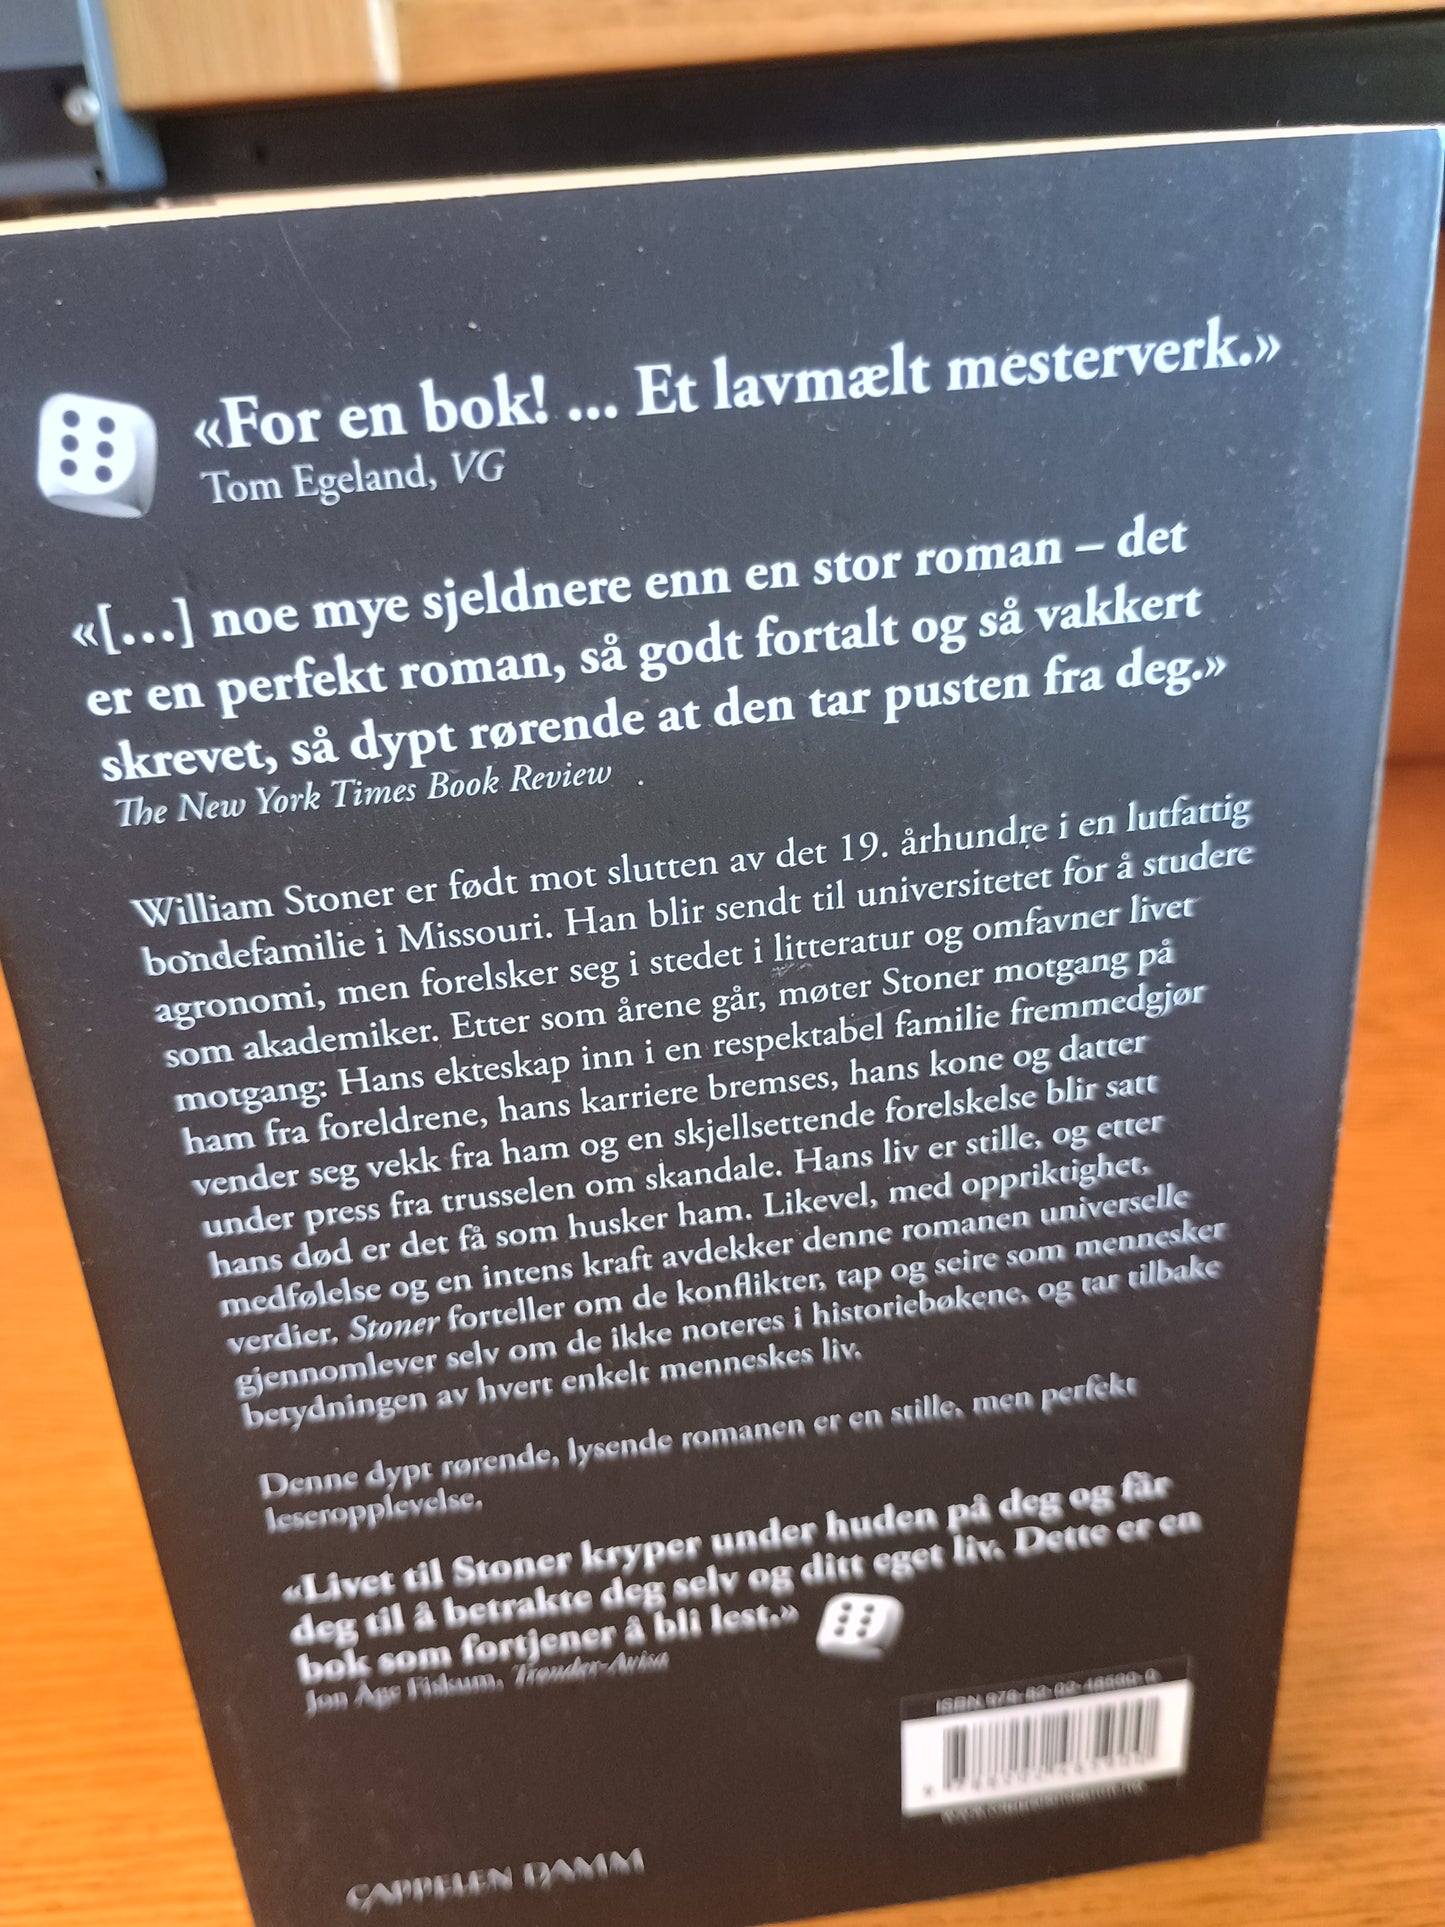 «For en bok! ... Et lavmælt mesterverk.»
Tom Egeland, VG
«[...] noe mye sjeldnere enn en stor roman – det
er en perfekt roman, så godt fortalt og så vakkert
skrevet, så dypt rørende at den tar pusten fra deg.»
The New York Times Book Review
William Stoner er født mot slutten av det 19. århundre i en lutfattig
bondefamilie i Missouri. Han blir sendt til universitetet for å studere
agronomi, men forelsker seg i stedet i litteratur og omfavner livet
som akademiker. Etter som årene går, møter Stoner motgang på
motgang: Hans ekteskap inn i en respektabel familie fremmedgjør
ham fra foreldrene, hans karriere bremses, hans kone og datter
vender seg vekk fra ham og en skjellsettende forelskelse blir satt
under press fra trusselen om skandale. Hans liv er stille, og etter
hans død er det få som husker ham. Likevel, med oppriktighet,
medfølelse og en intens kraft avdekker denne romanen universelle
verdier. Stoner forteller om de konflikter, tap og seire som mennesker
gjennomlever selv om de ikke noteres i historiebøkene, og tar tilbake
betydningen av hvert enkelt menneskes liv.
Denne dypt rørende, lysende romanen er en stille, men perfekt
leseropplevelse.
«Livet til Stoner kryper under huden på deg og får
deg til å betrakte deg selv og ditt eget liv. Dette er en
bok som fortjener å bli lest.»
Jon Åge Fiskum, Trønder-Avisa
ISBN
CAPPELEN DAMM